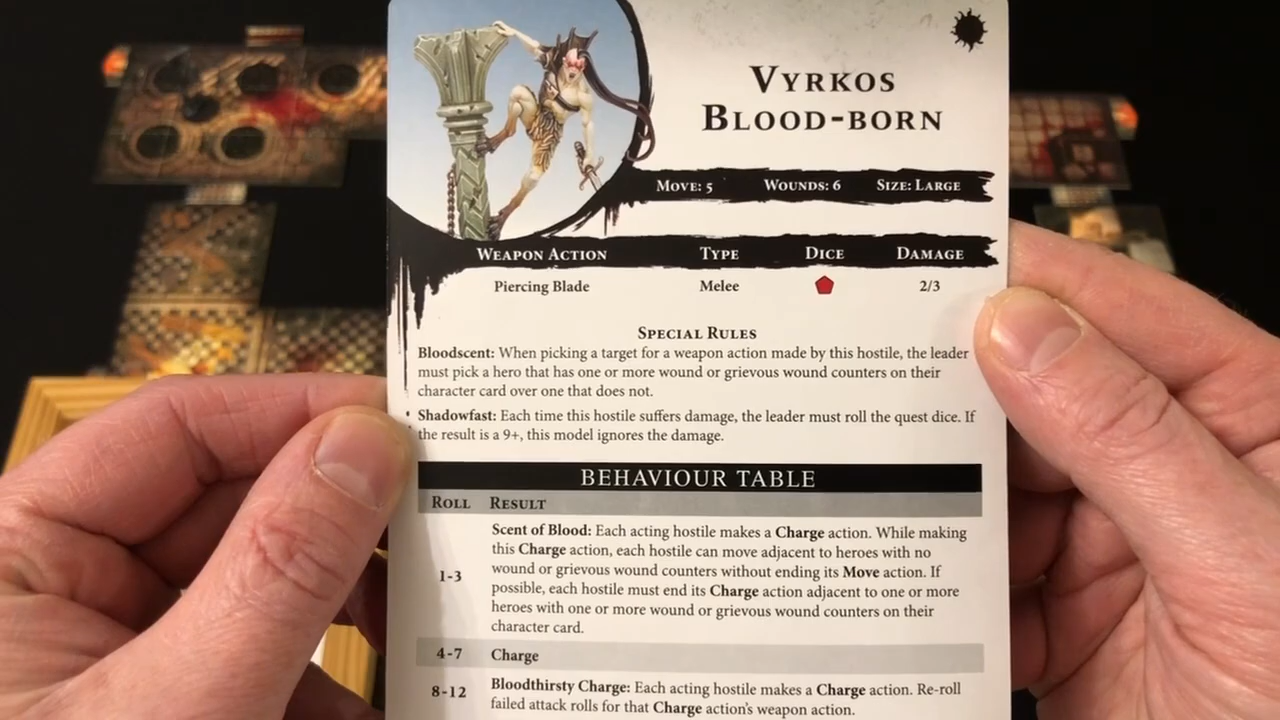 VYRKOS
BLOOD-BORN
MOVE: 5 WOUNDS: 6 SIZE: LARGE
WEAPON ACTION TYPE DICE DAMAGE
Piercing Blade Melee 2/3
SPECIAL RULES
Bloodscent: When picking a target for a weapon action made by this hostile, the leader
must pick a hero that has one or more wound or grievous wound counters on their
character card over one that does not.
Shadowfast: Each time this hostile suffers damage, the leader must roll the quest dice. If
the result is a 9+, this model ignores the damage.
BEHAVIOUR TABLE
ROLL RESULT
1-3 Scent of Blood: Each acting hostile makes a Charge action. While making
this Charge action, each hostile can move adjacent to heroes with no
wound or grievous wound counters without ending its Move action. If
possible, each hostile must end its Charge action adjacent to one or more
heroes with one or more wound or grievous wound counters on their
character card.
4-7 Charge
8-12 Bloodthirsty Charge: Each acting hostile makes a Charge action. Re-roll
failed attack rolls for that Charge action's weapon action.